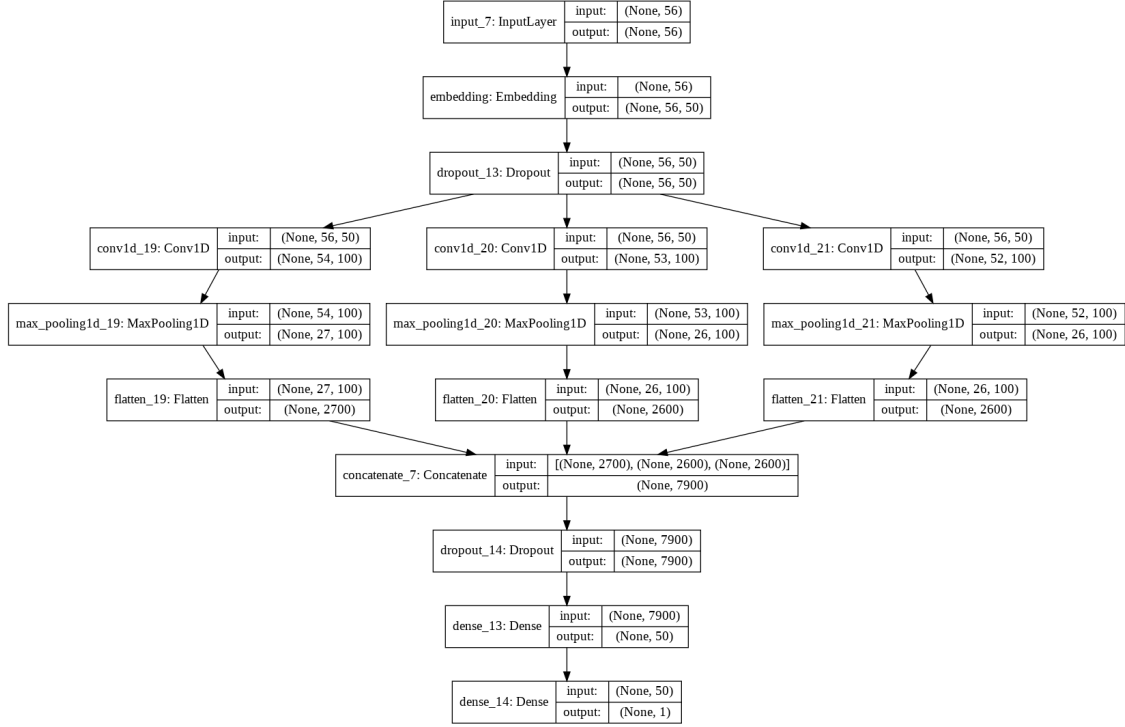 input_7: InputLayer
input: (None, 56)
output: (None, 56)
embedding: Embedding
input: (None, 56)
output: (None, 56, 50)
dropout_13: Dropout
input: (None, 56, 50)
output: (None, 56, 50)
conv1d_19: Conv1D
input: (None, 56, 50)
output: (None, 54, 100)
conv1d_20: Conv1D
input: (None, 56, 50)
output: (None, 53, 100)
conv1d_21: Conv1D
input: (None, 56, 50)
output: (None, 52, 100)
max_pooling1d_19: MaxPooling1D
input: (None, 54, 100)
output: (None, 27, 100)
max_pooling1d_20: MaxPooling1D
input: (None, 53, 100)
output: (None, 26, 100)
max_pooling1d_21: MaxPooling1D
input: (None, 52, 100)
output: (None, 26, 100)
flatten_19: Flatten
input: (None, 27, 100)
output: (None, 2700)
flatten_20: Flatten
input: (None, 26, 100)
output: (None, 2600)
flatten_21: Flatten
input: (None, 26, 100)
output: (None, 2600)
concatenate_7: Concatenate
input: [(None, 2700), (None, 2600), (None, 2600)]
output: (None, 7900)
dropout_14: Dropout
input: (None, 7900)
output: (None, 7900)
dense_13: Dense
input: (None, 7900)
output: (None, 50)
dense_14: Dense
input: (None, 50)
output: (None, 1)